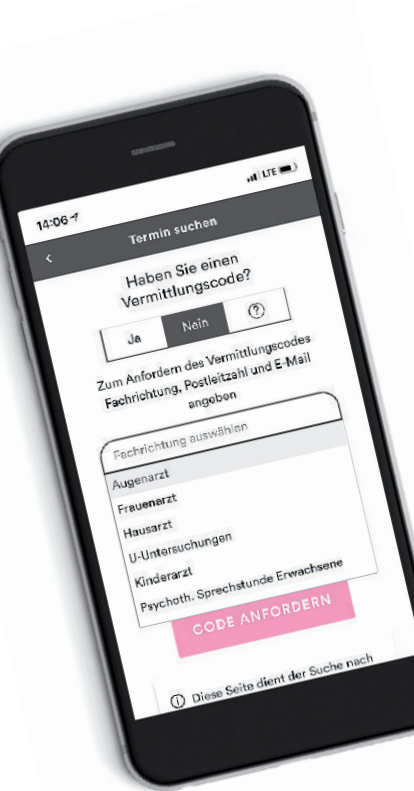 14:06
LTE
Termin suchen
Haben Sie einen
Vermittlungscode?
Ja
Nein
?
Zum Anfordern des Vermittlungscodes
Fachrichtung, Postleitzahl und E-Mail
angeben
Fachrichtung auswählen
Augenarzt
Frauenarzt
Hausarzt
U-Untersuchungen
Kinderarzt
Psychoth. Sprechstunde Erwachsene
CODE ANFORDERN
Diese Seite dient der Suche nach